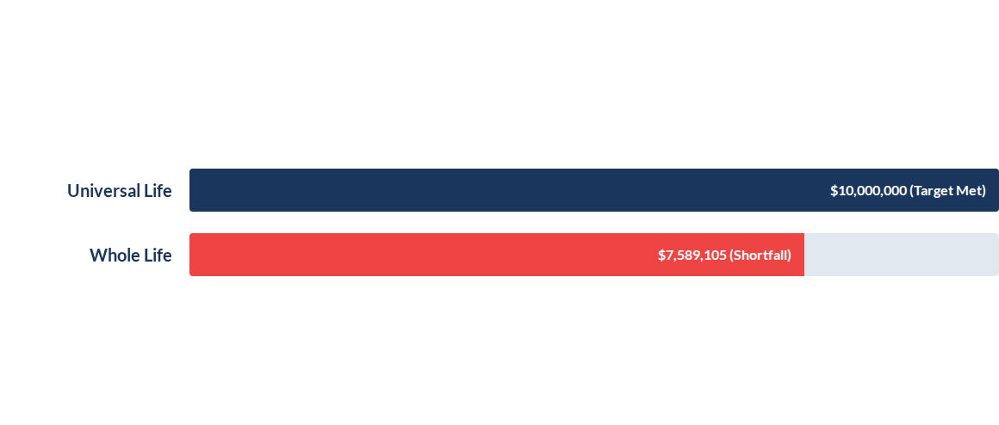 Universal Life
$10,000,000 (Target Met)
Whole Life
$7,589,105 (Shortfall)